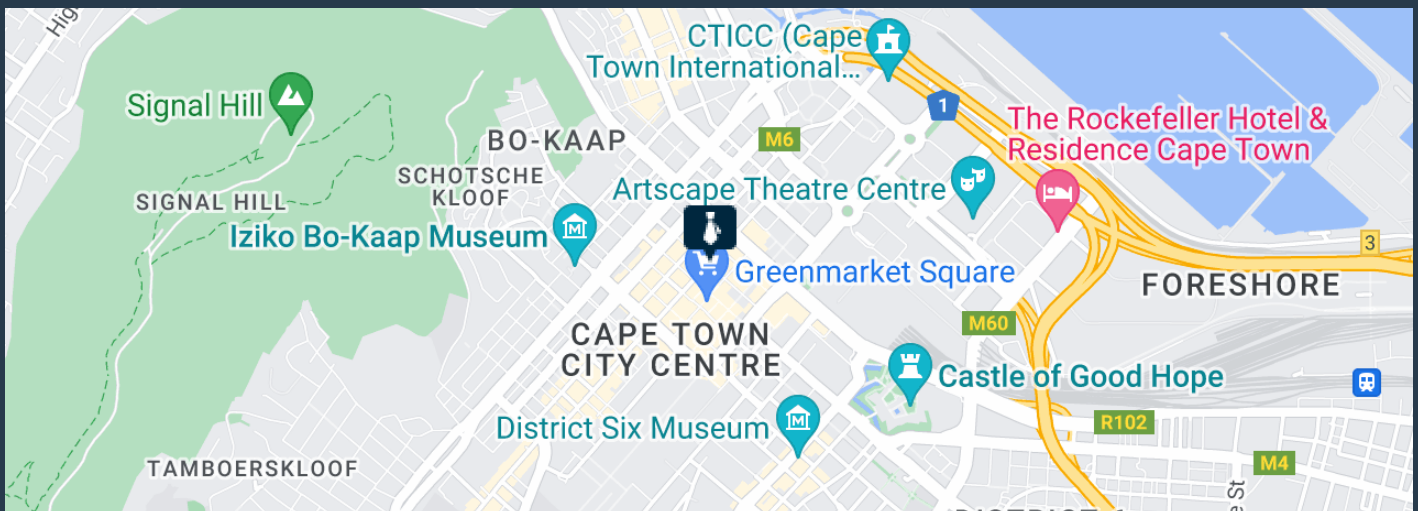 Hig
CTICC (Cape
Town International...
Signal Hill
1
The Rockefeller Hotel &
Residence Cape Town
BO-KAAP
M6
SCHOTSCHE
KLOOF
Artscape Theatre Centre
SIGNAL HILL
Iziko Bo-Kaap Museum
3
Greenmarket Square
FORESHORE
M60
CAPE TOWN
CITY CENTRE
Castle of Good Hope
R102
District Six Museum
M4
TAMBOERSKLOOF
e St